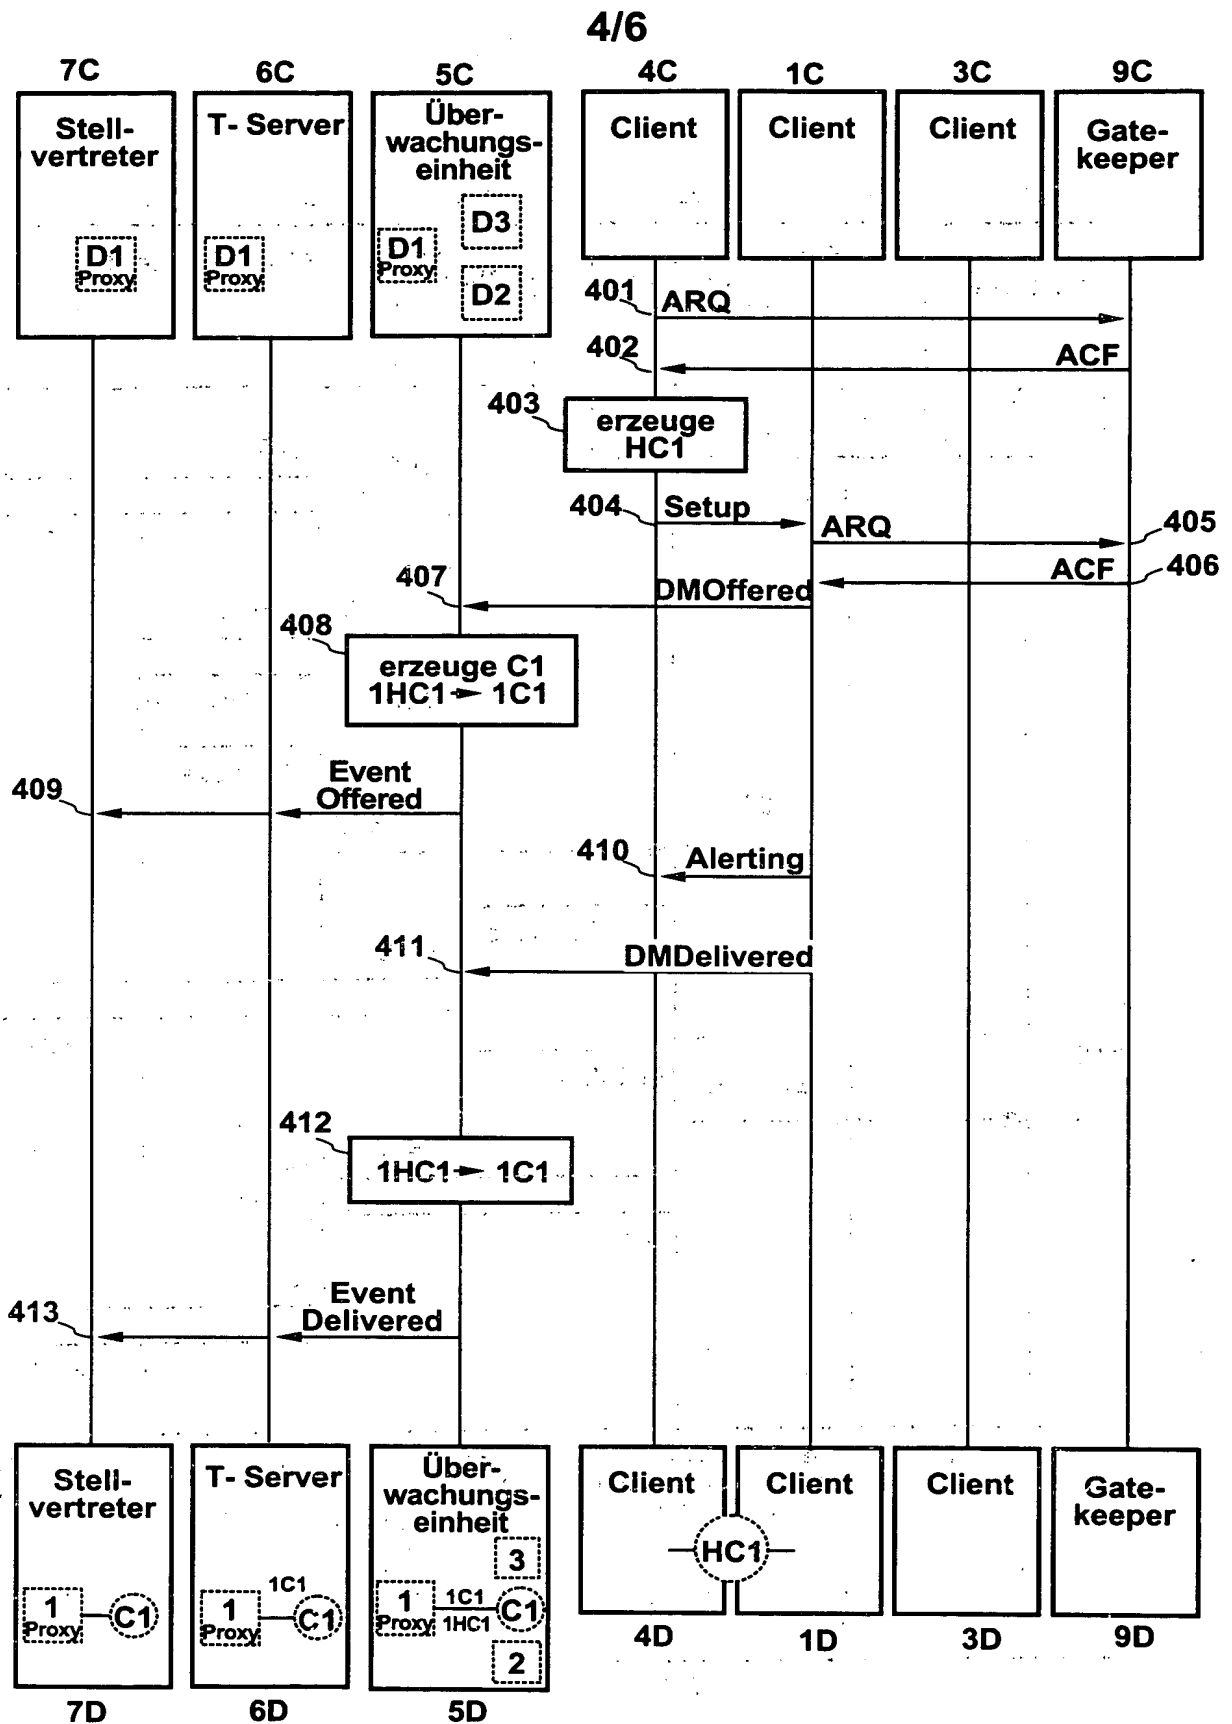 4/6
7C 6C 5C 4C 1C 3C 9C
Stell-
vertreter
D1
Proxy
T- Server
D1
Proxy
Über-
wachungs-
einheit
D3
D1
Proxy
D2
Client
Client
Client
Gate-
keeper
401 ARQ
402 ACF
403 erzeuge
HC1
404 Setup
ARQ 405
ACF 406
407 DMOffered
408 erzeuge C1
1HC1 → 1C1
409 Event
Offered
410 Alerting
411 DMDelivered
412 1HC1 → 1C1
413 Event
Delivered
Stell-
vertreter
1
Proxy
C1
T- Server
1
Proxy
1C1
C1
Über-
wachungs-
einheit
3
1
Proxy
1C1
1HC1
C1
2
Client
Client
HC1
Client
Gate-
keeper
7D 6D 5D 4D 1D 3D 9D